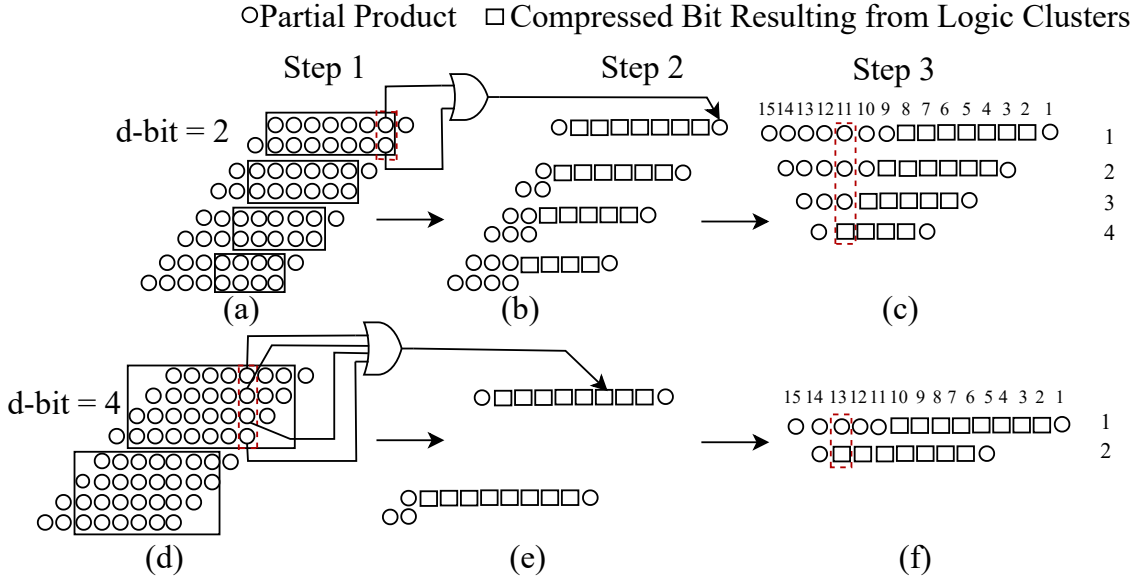 Partial Product Compressed Bit Resulting from Logic Clusters
Step 1 Step 2 Step 3
15 14 13 12 11 10 9 8 7 6 5 4 3 2 1
d-bit = 2
1
2
3
4
(a) (b) (c)
d-bit = 4
15 14 13 12 11 10 9 8 7 6 5 4 3 2 1
1
2
(d) (e) (f)